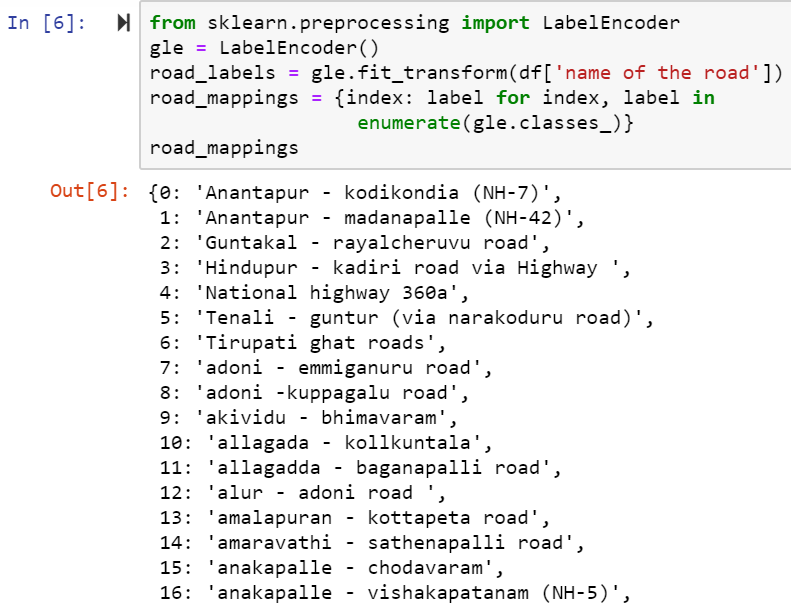 In [6]: from sklearn.preprocessing import LabelEncoder
gle = LabelEncoder()
road_labels = gle.fit_transform(df['name of the road'])
road_mappings = {index: label for index, label in
enumerate(gle.classes_)}
road_mappings
Out[6]: {0: 'Anantapur - kodikondia (NH-7)',
1: 'Anantapur - madanapalle (NH-42)',
2: 'Guntakal - rayalcheruvu road',
3: 'Hindupur - kadiri road via Highway ',
4: 'National highway 360a',
5: 'Tenali - guntur (via narakoduru road)',
6: 'Tirupati ghat roads',
7: 'adoni - emmiganuru road',
8: 'adoni -kuppagalu road',
9: 'akividu - bhimavaram',
10: 'allagada - kollkuntala',
11: 'allagadda - baganapalli road',
12: 'alur - adoni road ',
13: 'amalapuran - kottapeta road',
14: 'amaravathi - sathenapalli road',
15: 'anakapalle - chodavaram',
16: 'anakapalle - vishakapatanam (NH-5)',